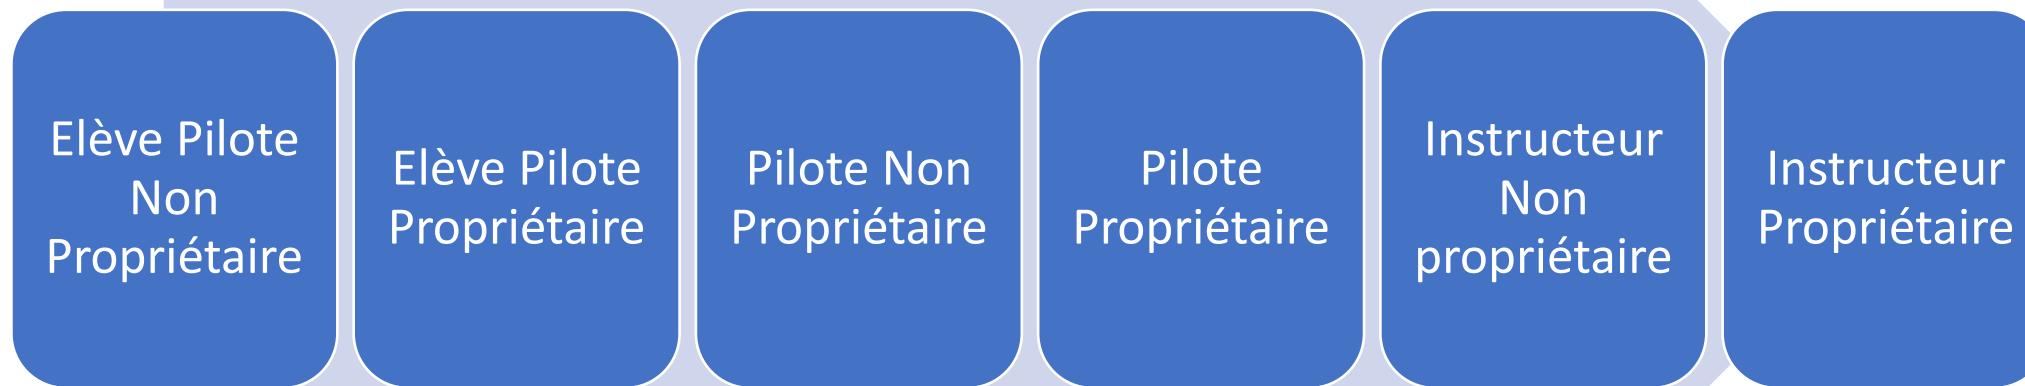 Elève Pilote
Non
Propriétaire
Elève Pilote
Propriétaire
Pilote Non
Propriétaire
Pilote
Propriétaire
Instructeur
Non
propriétaire
Instructeur
Propriétaire